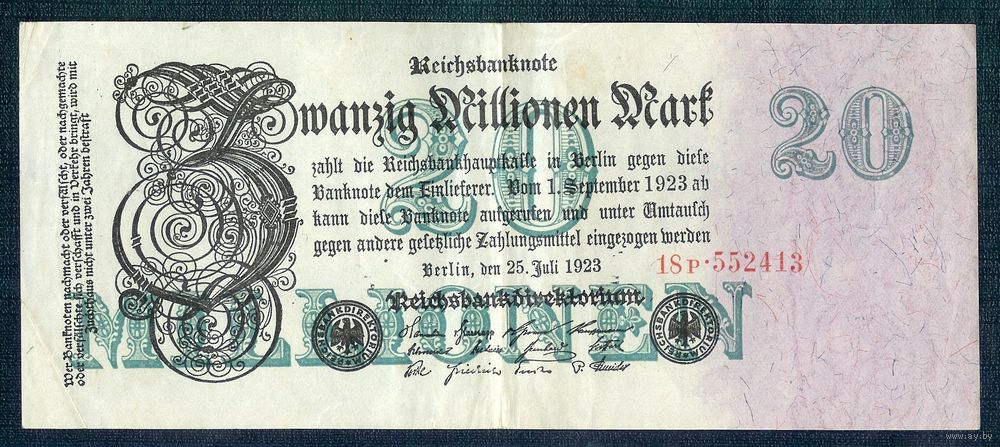 Wer Banknoten nachmacht oder verfälscht, oder nachgemachte
oder verfälschte sich verschafft und in Verkehr bringt, wird mit
Zuchthaus nicht unter zwei Jahren bestraft
Reichsbanknote
Zwanzig Millionen Mark
20
20
zahlt die Reichsbankhauptkasse in Berlin gegen diese
Banknote dem Einlieferer. Vom 1. September 1923 ab
kann diese Banknote aufgerufen und unter Umtausch
gegen andere gesetzliche Zahlungsmittel eingezogen werden
Berlin, den 25. Juli 1923
18P·552413
Reichsbankdirektorium
MILLIONEN
REICHSBANKDIREKTORIUM
REICHSBANKDIREKTORIUM
www.ay.by